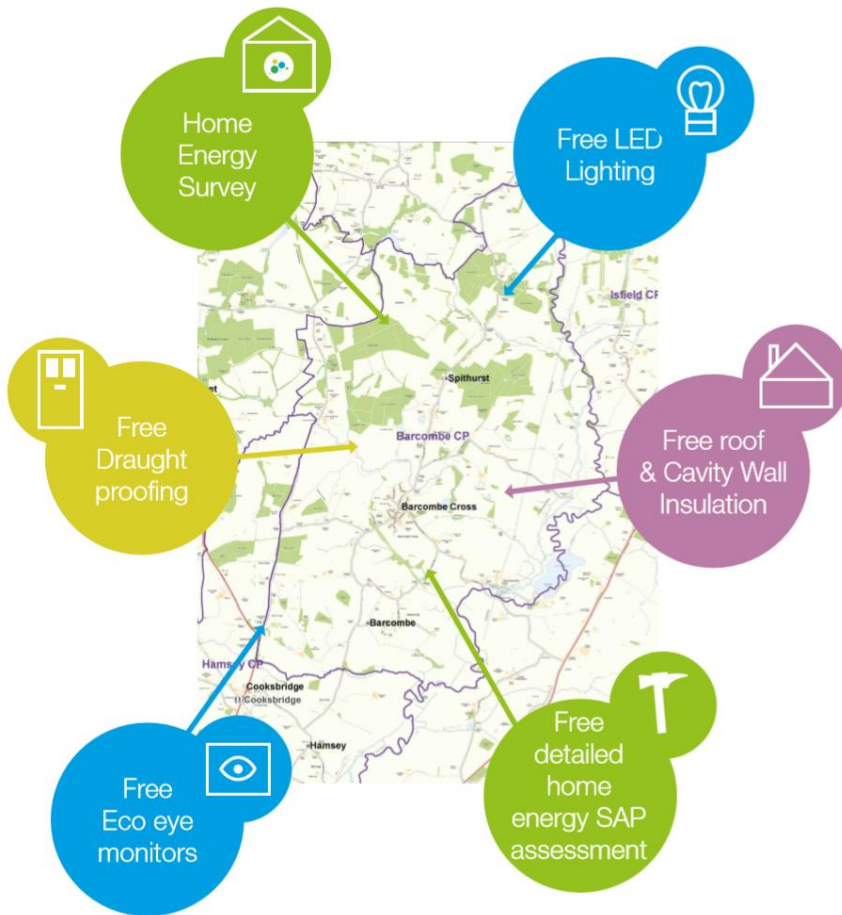 Home
Energy
Survey
Free LED
Lighting
Isfield CP
Spithurst
Free
Draught
proofing
Barcombe CP
Free roof
& Cavity Wall
Insulation
Barcombe Cross
Barcombe
Hamsey CP
Cooksbridge
Cooksbridge
Hamsey
Free
Eco eye
monitors
Free
detailed
home
energy SAP
assessment